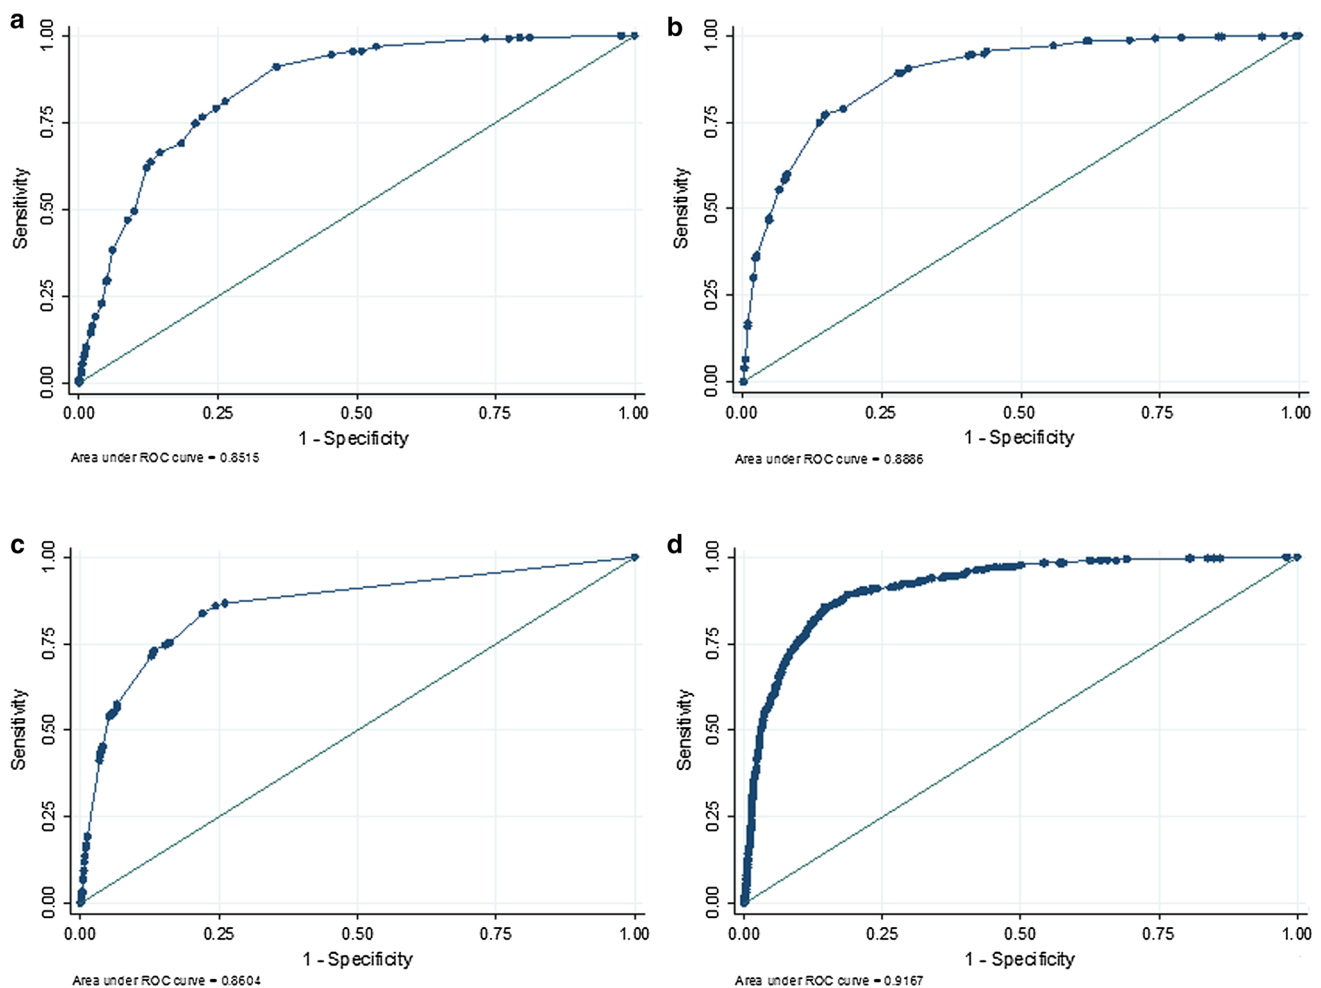 a
1.00
0.75
0.50
0.25
0.00
Sensitivity
0.00 0.25 0.50 0.75 1.00
1 - Specificity
Area under ROC curve = 0.8515
b
1.00
0.75
0.50
0.25
0.00
Sensitivity
0.00 0.25 0.50 0.75 1.00
1 - Specificity
Area under ROC curve = 0.8886
c
1.00
0.75
0.50
0.25
0.00
Sensitivity
0.00 0.25 0.50 0.75 1.00
1 - Specificity
Area under ROC curve = 0.8604
d
1.00
0.75
0.50
0.25
0.00
Sensitivity
0.00 0.25 0.50 0.75 1.00
1 - Specificity
Area under ROC curve = 0.9167